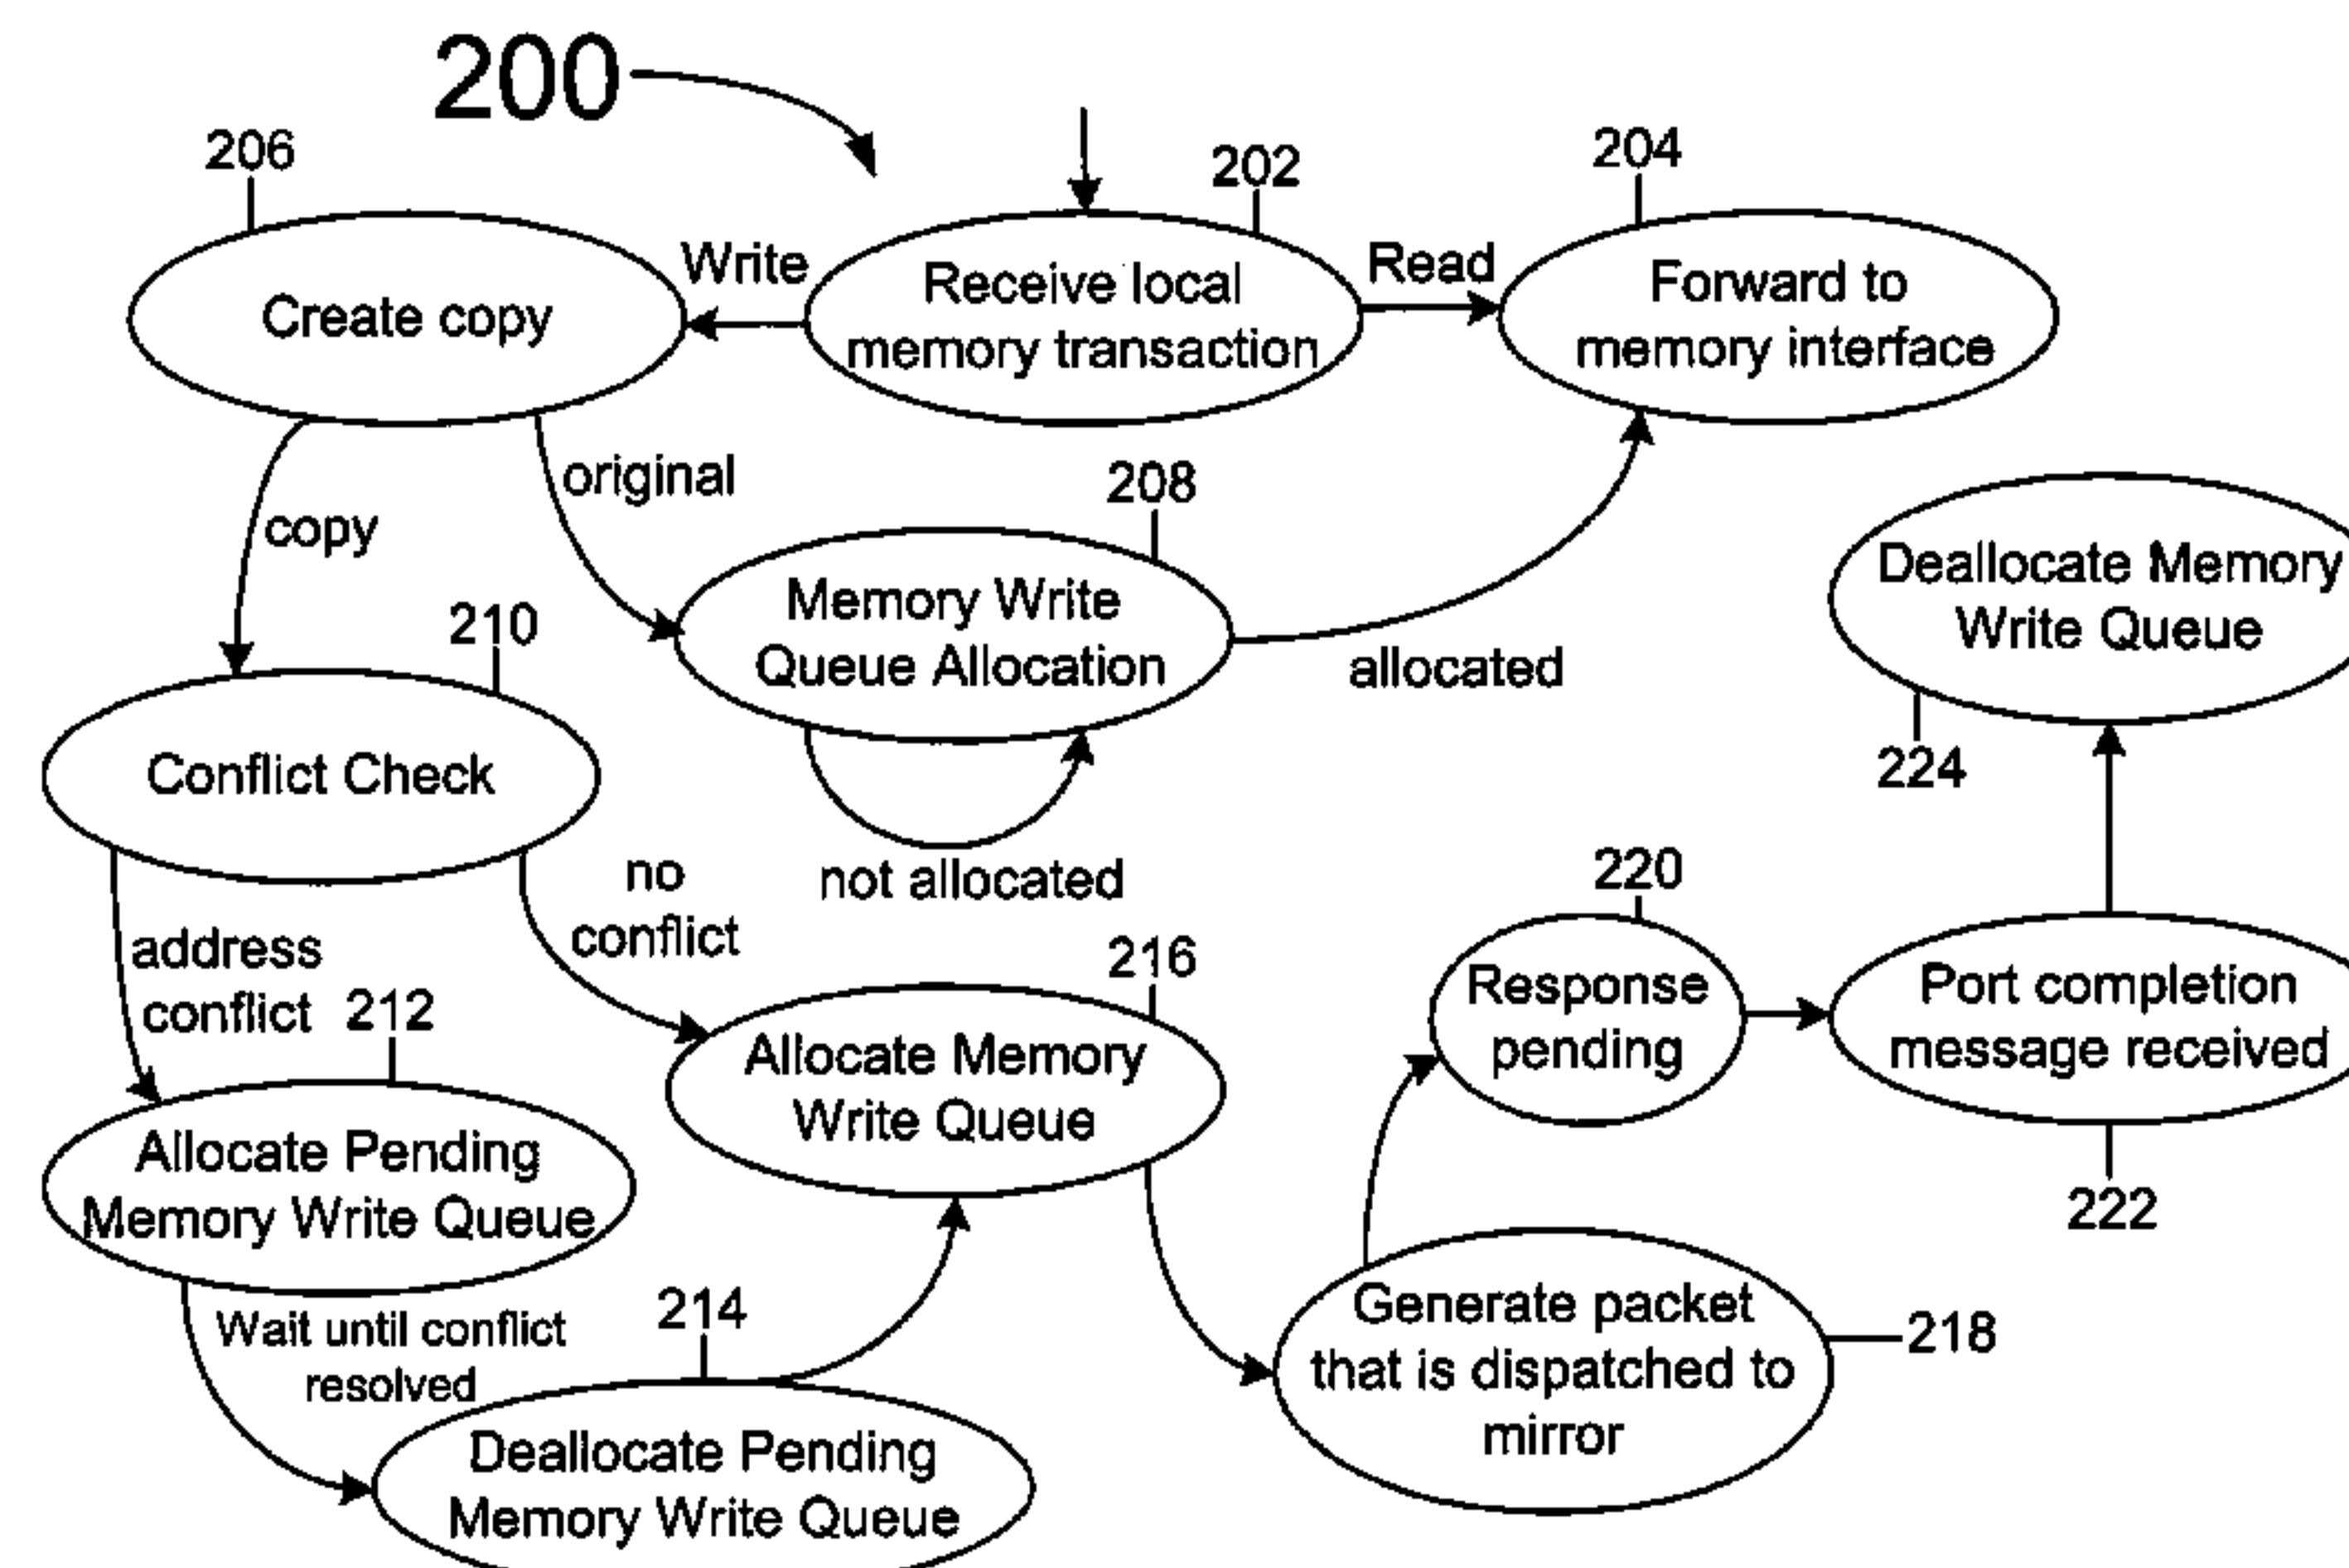 200
206
202
204
Write
Read
Create copy
Receive local
memory transaction
Forward to
memory interface
original
copy
208
210
Memory Write
Queue Allocation
allocated
Deallocate Memory
Write Queue
224
Conflict Check
not allocated
no
conflict
address
conflict
212
216
220
Response
pending
Port completion
message received
222
Allocate Memory
Write Queue
Allocate Pending
Memory Write Queue
Wait until conflict
resolved
214
Generate packet
that is dispatched to
mirror
218
Deallocate Pending
Memory Write Queue